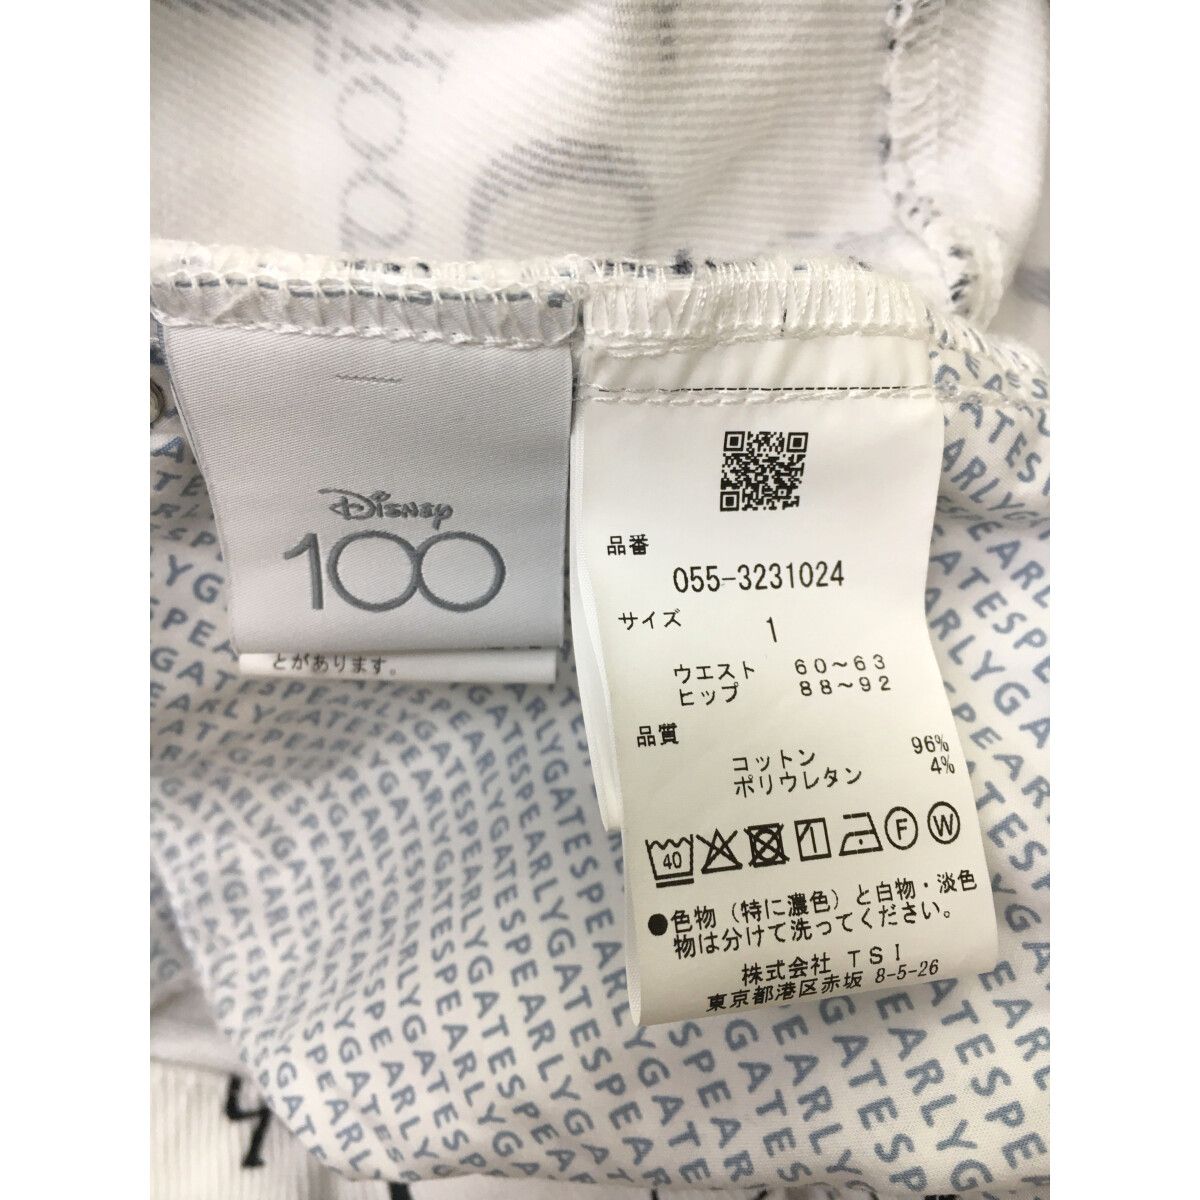 Disney
100
とがあります。
品番
055-3231024
サイズ
1
ウエスト 60～63
ヒップ 88～92
品質
コットン 96%
ポリウレタン 4%
40
F
W
●色物（特に濃色）と白物・淡色
物は分けて洗ってください。
株式会社 TSI
東京都港区赤坂 8-5-26
PEARLYGATES